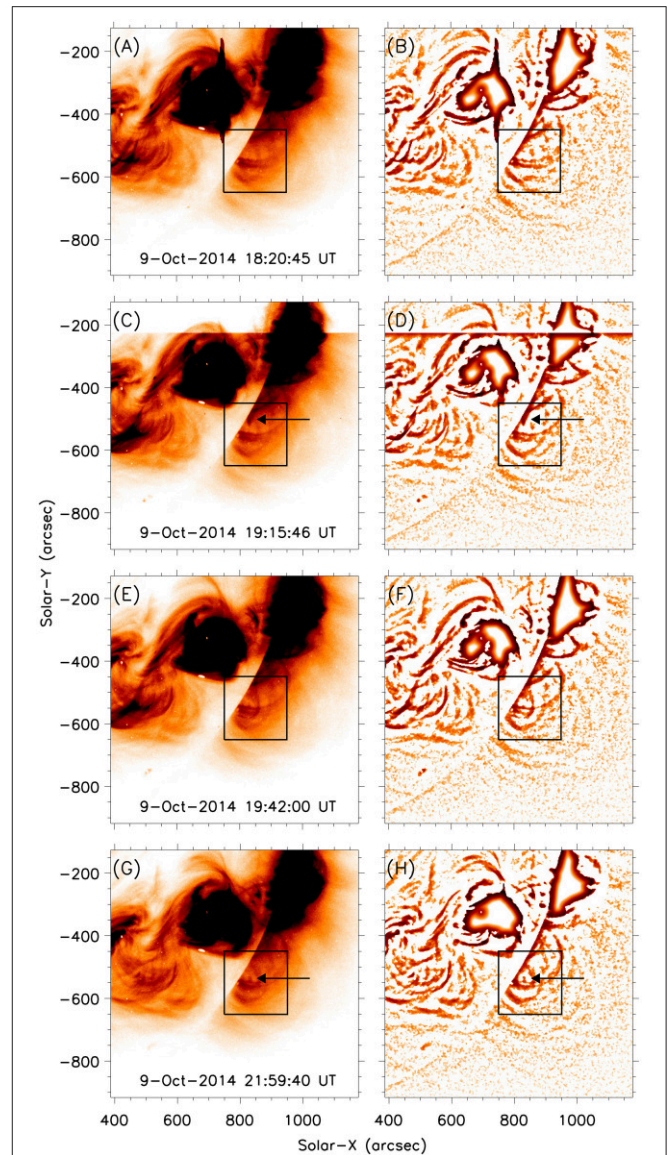 (A)
(B)
-200
-400
-600
-800
9-Oct-2014 18:20:45 UT
(C)
(D)
-200
-400
-600
-800
9-Oct-2014 19:15:46 UT
Solar-Y (arcsec)
(E)
(F)
-200
-400
-600
-800
9-Oct-2014 19:42:00 UT
(G)
(H)
-200
-400
-600
-800
9-Oct-2014 21:59:40 UT
400 600 800 1000 400 600 800 1000
Solar-X (arcsec)